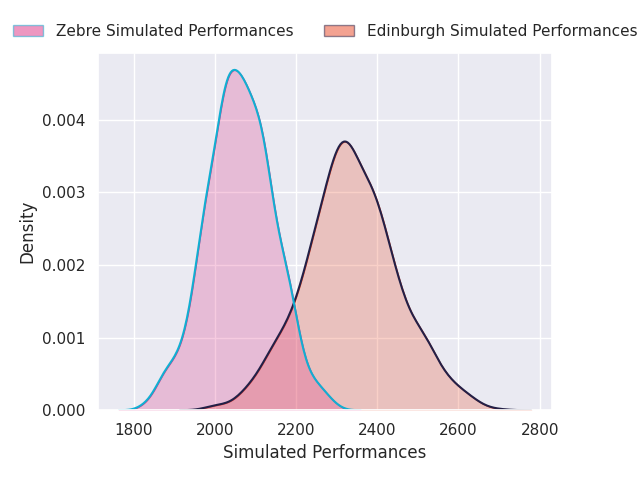 Zebre Simulated Performances Edinburgh Simulated Performances
0.004
0.003
0.002
0.001
0.000
Density
1800 2000 2200 2400 2600 2800
Simulated Performances